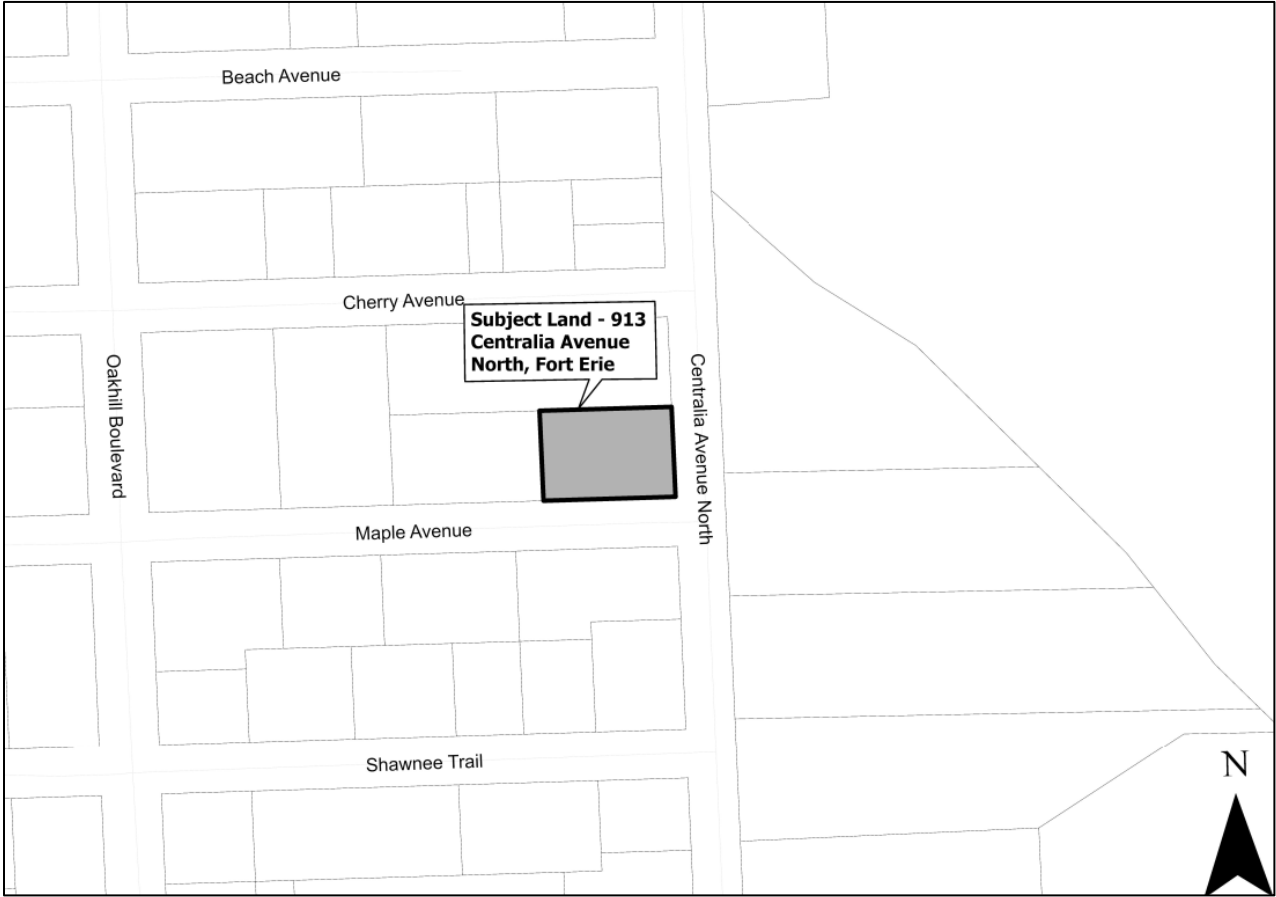 Beach Avenue
Cherry Avenue
Subject Land - 913
Centralia Avenue
North, Fort Erie
Oakhill Boulevard
Centralia Avenue North
Maple Avenue
Shawnee Trail
N